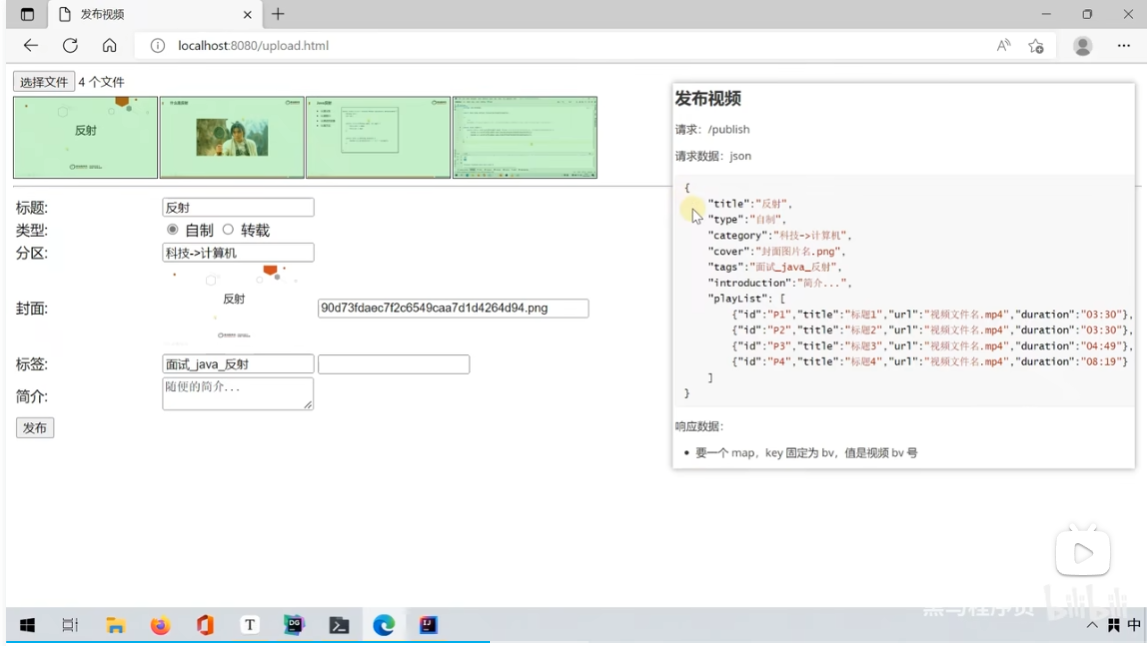 发布视频
localhost:8080/upload.html
选择文件 4 个文件
反射
标题: 反射
类型: 自制 转载
分区: 科技->计算机
反射
封面: 90d73fdaec7f2c6549caa7d1d4264d94.png
标签: 面试_java_反射
简介: 随便的简介...
发布
发布视频
请求: /publish
请求数据: json
{
"title":"反射",
"type":"自制",
"category":"科技->计算机",
"cover":"封面图片名.png",
"tags":"面试_java_反射",
"introduction":"简介...",
"playList": [
{"id":"P1","title":"标题1","url":"视频文件名.mp4","duration":"03:30"},
{"id":"P2","title":"标题2","url":"视频文件名.mp4","duration":"03:30"},
{"id":"P3","title":"标题3","url":"视频文件名.mp4","duration":"04:49"},
{"id":"P4","title":"标题4","url":"视频文件名.mp4","duration":"08:19"}
]
}
响应数据:
• 要一个 map，key 固定为 bv，值是视频 bv 号
黑马程序员 bilibili
中